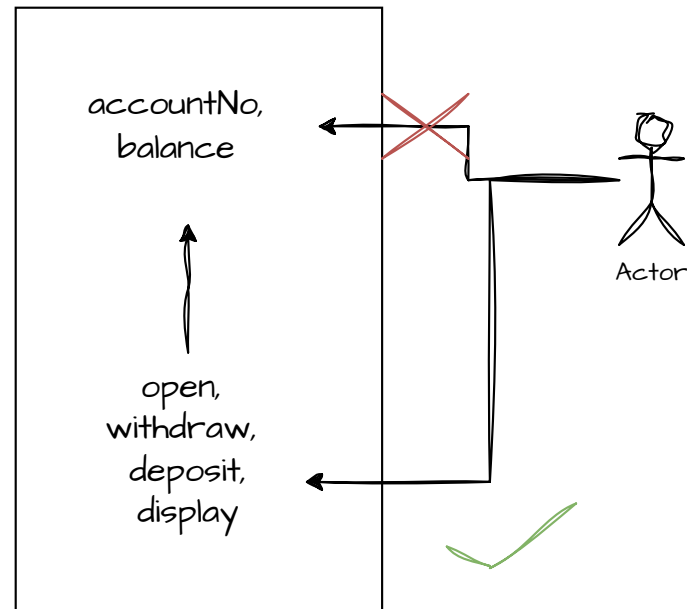 accountNo,
balance
Actor
open,
withdraw,
deposit,
display